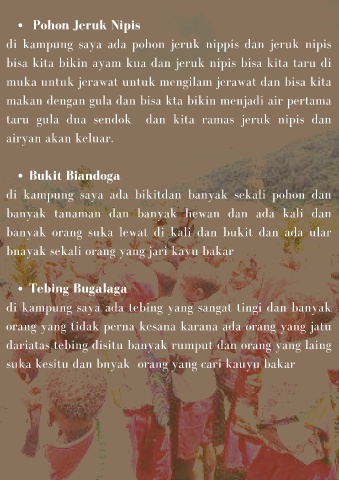 • Pohon Jeruk Nipis
di kampung saya ada pohon jeruk nippis dan jeruk nipis
bisa kita bikin ayam kua dan jeruk nipis bisa kita taru di
muka untuk jerawat untuk mengilam jerawat dan bisa kita
makan dengan gula dan bisa kta bikin menjadi air pertama
taru gula dua sendok dan kita ramas jeruk nipis dan
airyan akan keluar.
• Bukit Biandoga
di kampung saya ada bikitdan banyak sekali pohon dan
banyak tanaman dan banyak hewan dan ada kali dan
banyak orang suka lewat di kali dan bukit dan ada ular
bnayak sekali orang yang jari kayu bakar
• Tebing Bugalaga
di kampung saya ada tebing yang sangat tingi dan banyak
orang yang tidak perna kesana karana ada orang yang jatu
dariatas tebing disitu banyak rumput dan orang yang laing
suka kesitu dan bnyak orang yang cari kauyu bakar